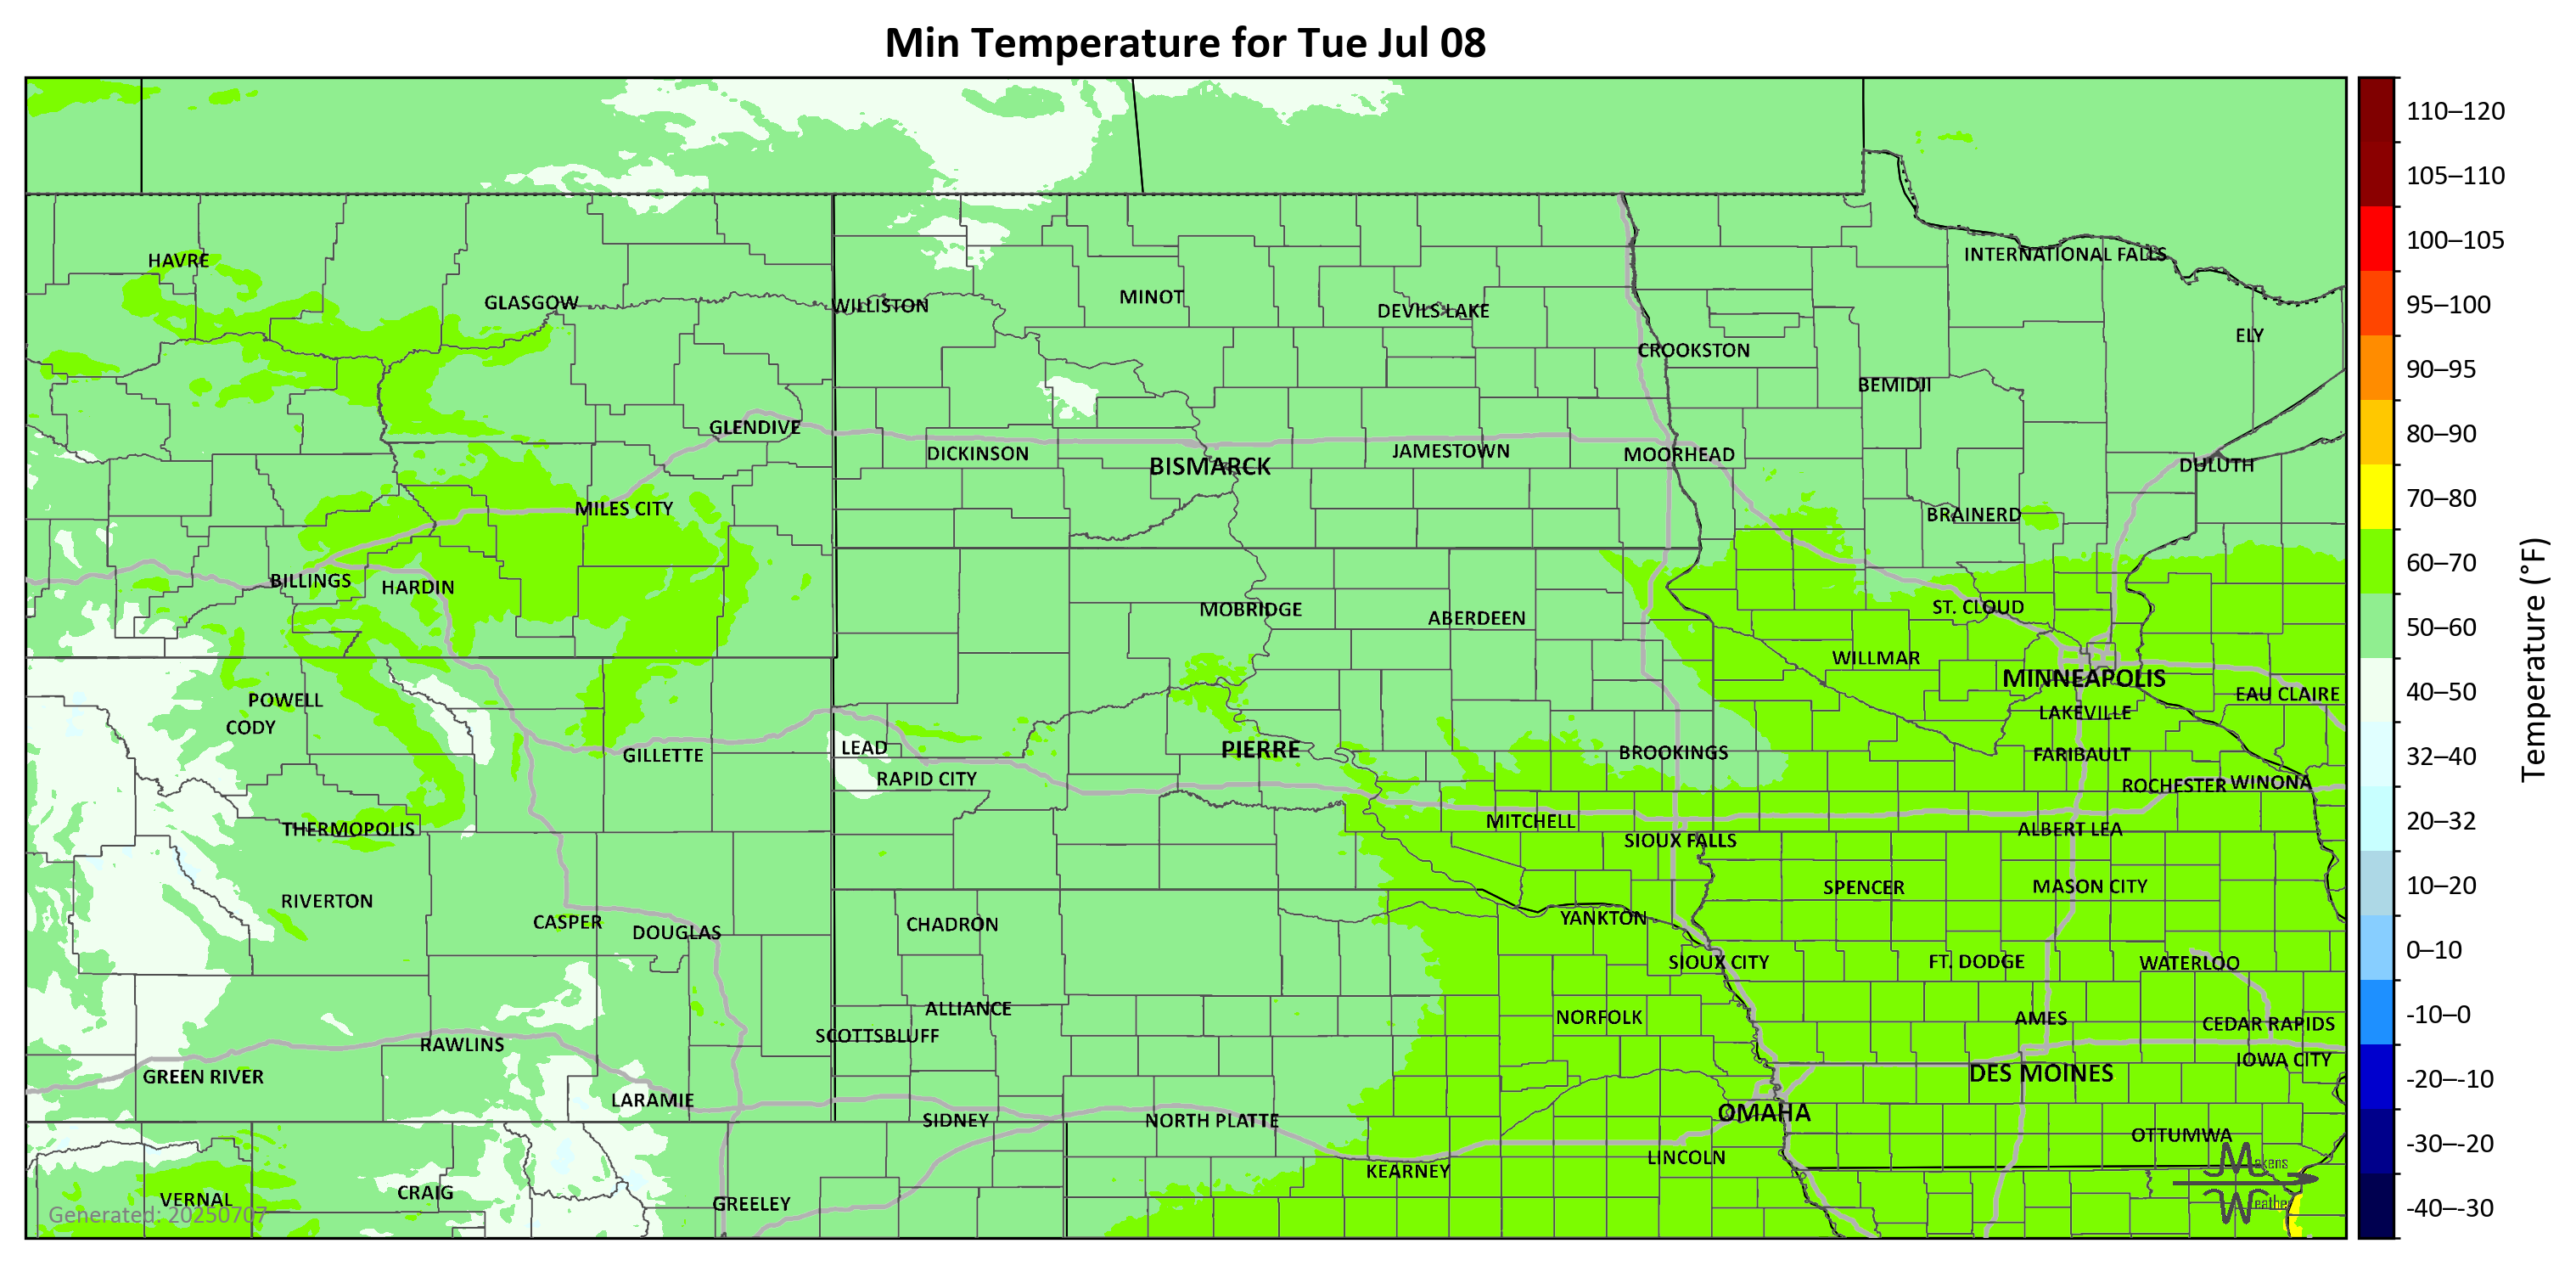 Min Temperature for Tue Jul 08
110–120
105–110
100–105
95–100
90–95
80–90
70–80
60–70
50–60
40–50
32–40
20–32
10–20
0–10
-10–0
-20–-10
-30–-20
-40–-30
Temperature (°F)
HAVRE
GLASGOW
WILLISTON
MINOT
DEVILS LAKE
INTERNATIONAL FALLS
ELY
CROOKSTON
BEMIDJI
GLENDIVE
DICKINSON
BISMARCK
JAMESTOWN
MOORHEAD
DULUTH
MILES CITY
BRAINERD
BILLINGS
HARDIN
MOBRIDGE
ABERDEEN
ST. CLOUD
WILLMAR
MINNEAPOLIS
EAU CLAIRE
POWELL
CODY
LAKEVILLE
GILLETTE
LEAD
PIERRE
BROOKINGS
FARIBAULT
RAPID CITY
ROCHESTER
WINONA
THERMOPOLIS
MITCHELL
SIOUX FALLS
ALBERT LEA
RIVERTON
SPENCER
MASON CITY
CASPER
DOUGLAS
CHADRON
YANKTON
SIOUX CITY
FT. DODGE
WATERLOO
ALLIANCE
NORFOLK
AMES
CEDAR RAPIDS
SCOTTSBLUFF
RAWLINS
IOWA CITY
GREEN RIVER
DES MOINES
LARAMIE
SIDNEY
NORTH PLATTE
OMAHA
OTTUMWA
LINCOLN
KEARNEY
VERNAL
CRAIG
GREELEY
Makens
Weather
Generated: 20250707